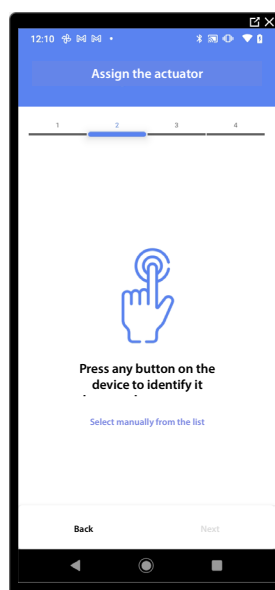 12:10
Assign the actuator
1 2 3 4
Press any button on the
device to identify it
Select manually from the list
Back Next